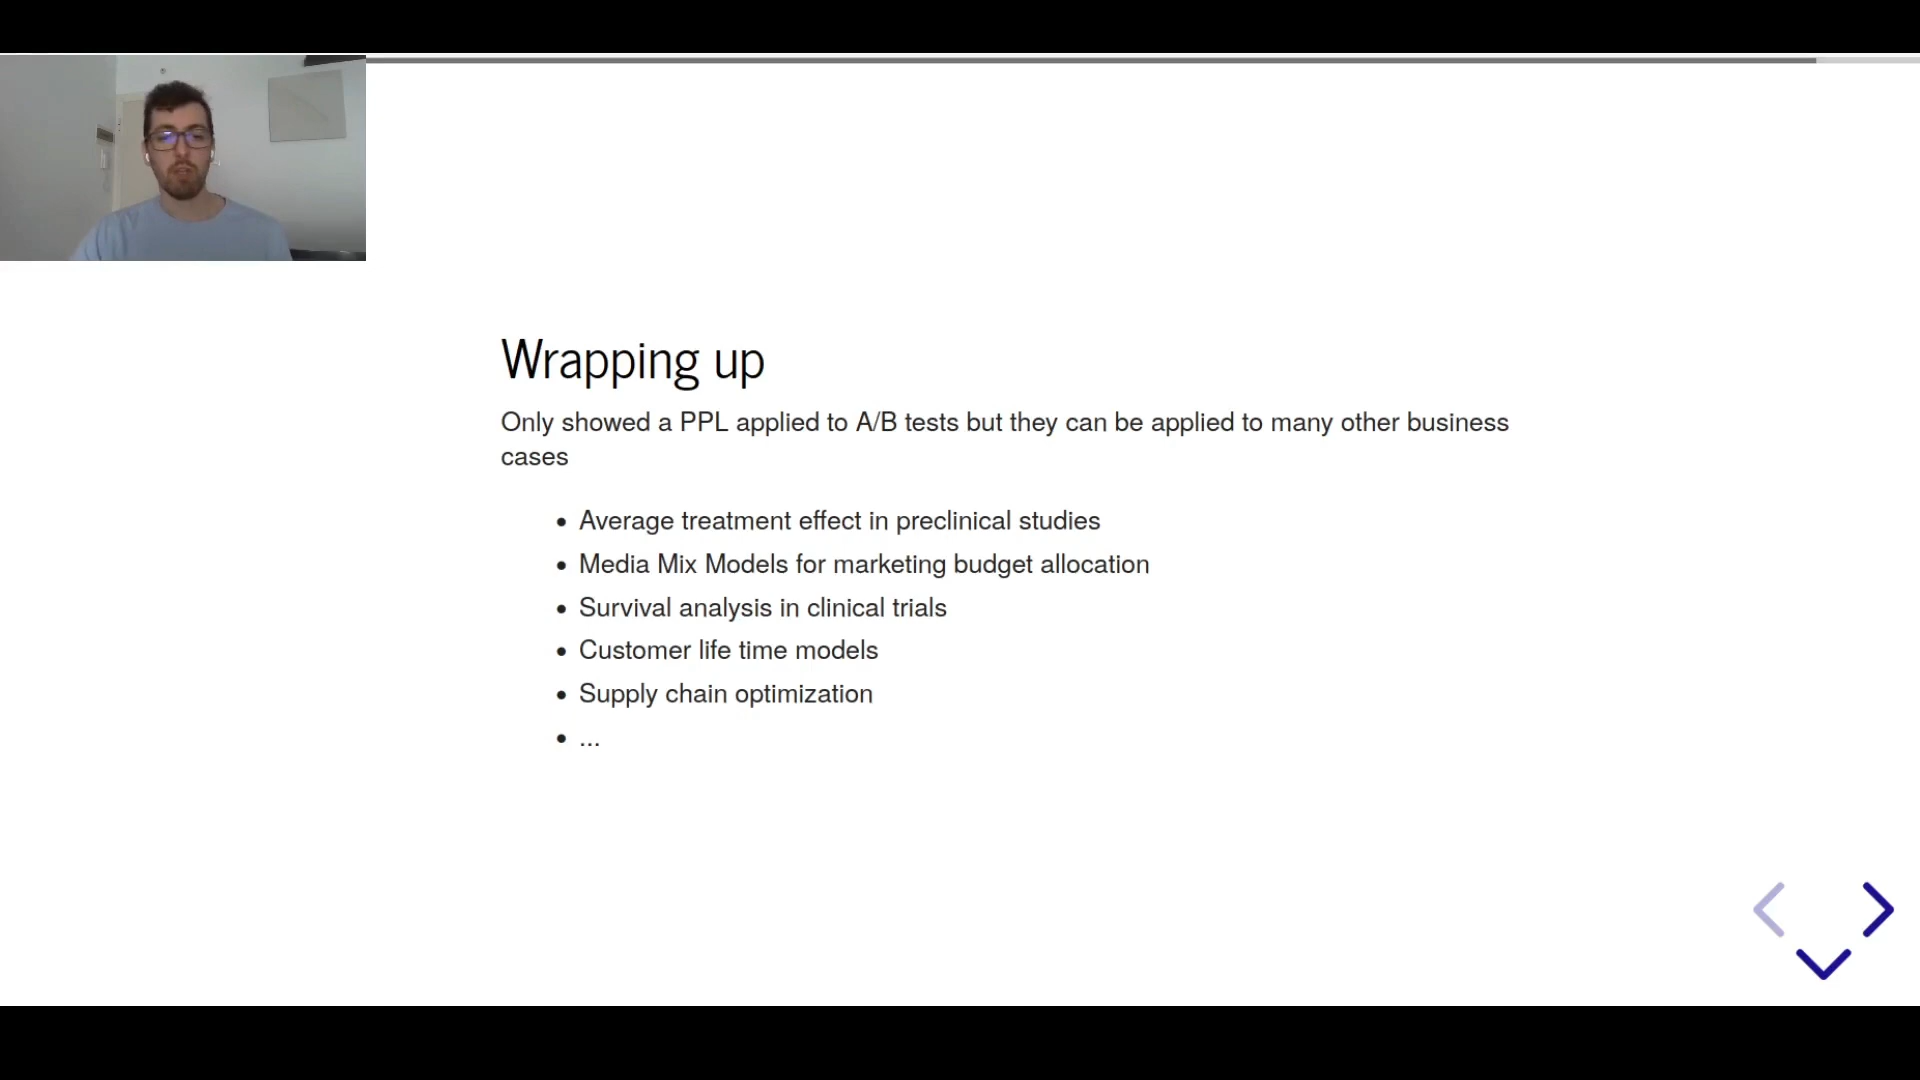 Wrapping up
Only showed a PPL applied to A/B tests but they can be applied to many other business
cases
• Average treatment effect in preclinical studies
• Media Mix Models for marketing budget allocation
• Survival analysis in clinical trials
• Customer life time models
• Supply chain optimization
• ...